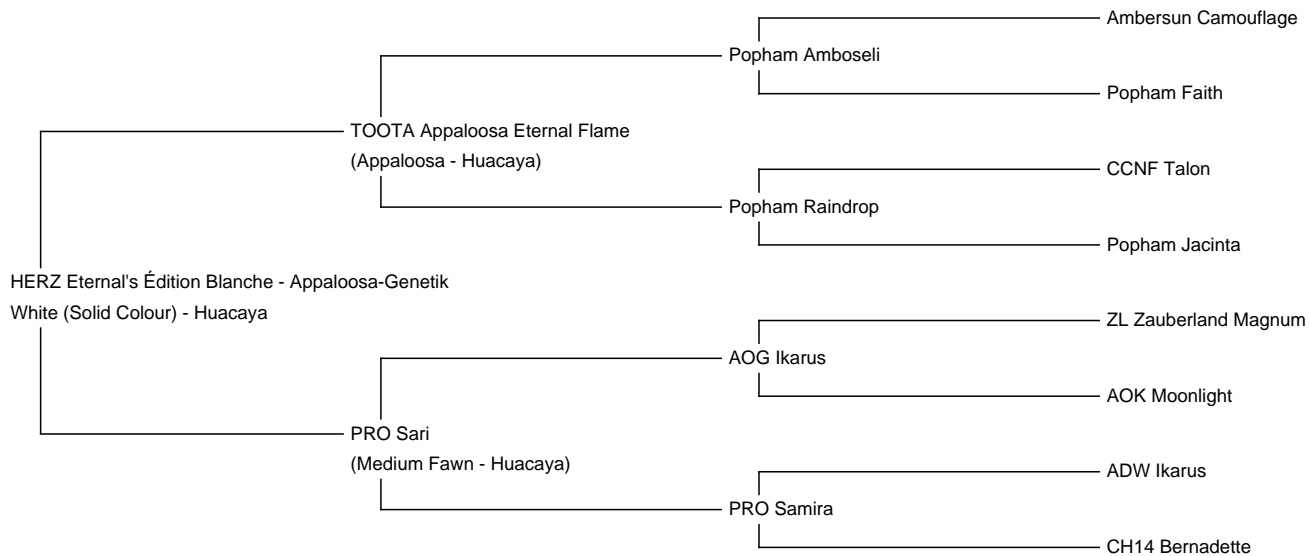 Ambersun Camouflage
Popham Amboseli
Popham Faith
TOOTA Appaloosa Eternal Flame
(Appaloosa - Huacaya)
CCNF Talon
Popham Raindrop
Popham Jacinta
HERZ Eternal's Édition Blanche - Appaloosa-Genetik
White (Solid Colour) - Huacaya
ZL Zauberland Magnum
AOG Ikarus
AOK Moonlight
PRO Sari
(Medium Fawn - Huacaya)
ADW Ikarus
PRO Samira
CH14 Bernadette